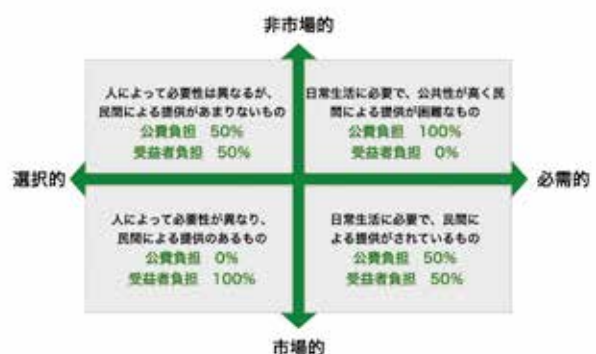 非市場的
人によって必要性は異なるが、
民間による提供があまりないもの
公費負担 50%
受益者負担 50%
日常生活に必要で、公共性が高く民
間による提供が困難なもの
公費負担 100%
受益者負担 0%
選択的
必需的
人によって必要性が異なり、
民間による提供のあるもの
公費負担 0%
受益者負担 100%
日常生活に必要で、民間に
よる提供がされているもの
公費負担 50%
受益者負担 50%
市場的